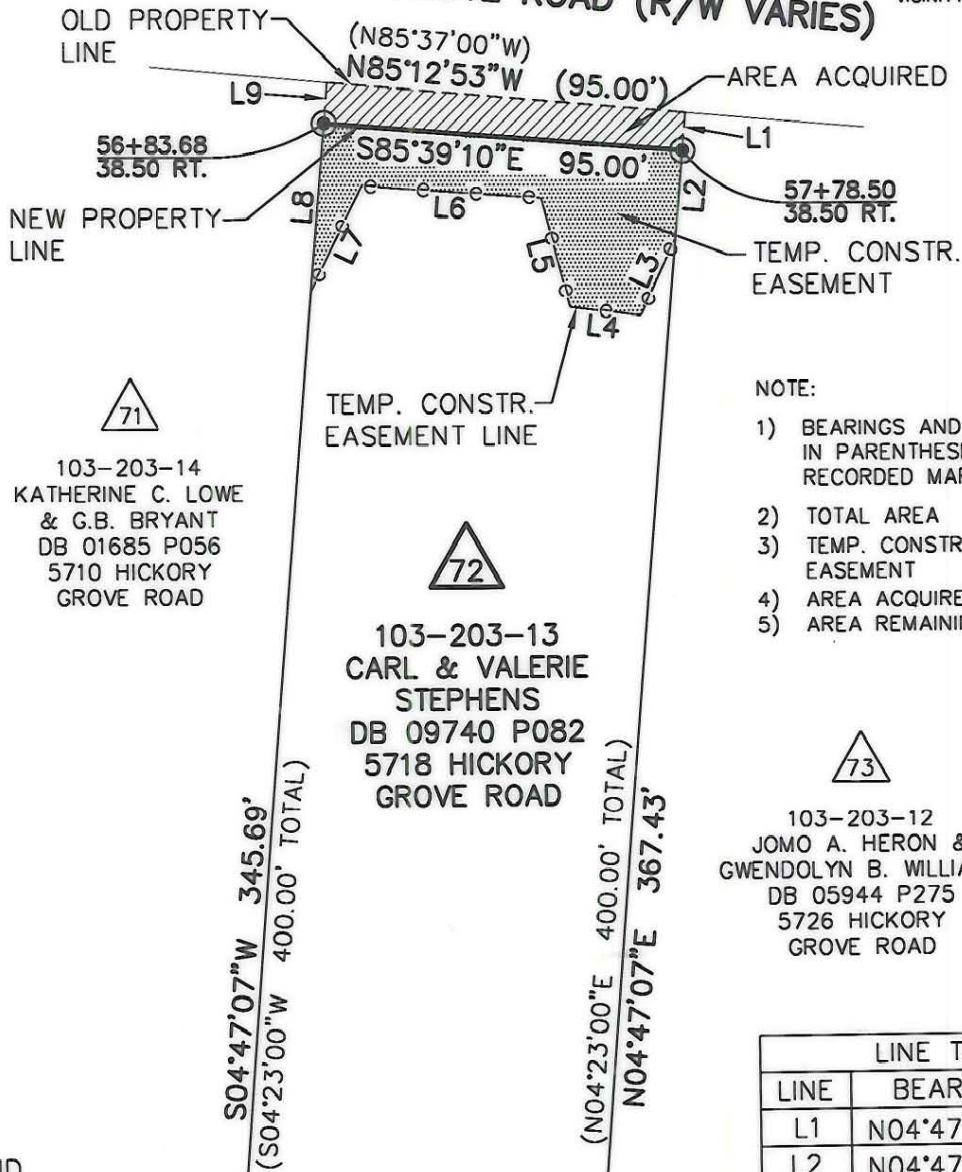 ROAD (R/W VARIES)
OLD PROPERTY
LINE
(N85°37'00"W)
N85°12'53"W (95.00')
AREA ACQUIRED
L9
L1
56+83.68
38.50 RT.
S85°39'10"E 95.00'
57+78.50
38.50 RT.
NEW PROPERTY
LINE
L8
L7
L6
L5
L4
L3
L2
TEMP. CONSTR.
EASEMENT
TEMP. CONSTR.
EASEMENT LINE
NOTE:
1) BEARINGS AND
IN PARENTHES
RECORDED MA
2) TOTAL AREA
3) TEMP. CONSTR
EASEMENT
4) AREA ACQUIRE
5) AREA REMAINI
71
103-203-14
KATHERINE C. LOWE
& G.B. BRYANT
DB 01685 P056
5710 HICKORY
GROVE ROAD
72
103-203-13
CARL & VALERIE
STEPHENS
DB 09740 P082
5718 HICKORY
GROVE ROAD
73
103-203-12
JOMO A. HERON &
GWENDOLYN B. WILLIA
DB 05944 P275
5726 HICKORY
GROVE ROAD
S04°47'07"W 345.69'
(S04°23'00"W 400.00' TOTAL)
(N04°23'00"E 400.00' TOTAL)
N04°47'07"E 367.43'
LINE T
LINE BEAR
L1 N04°47
L2 N04°47